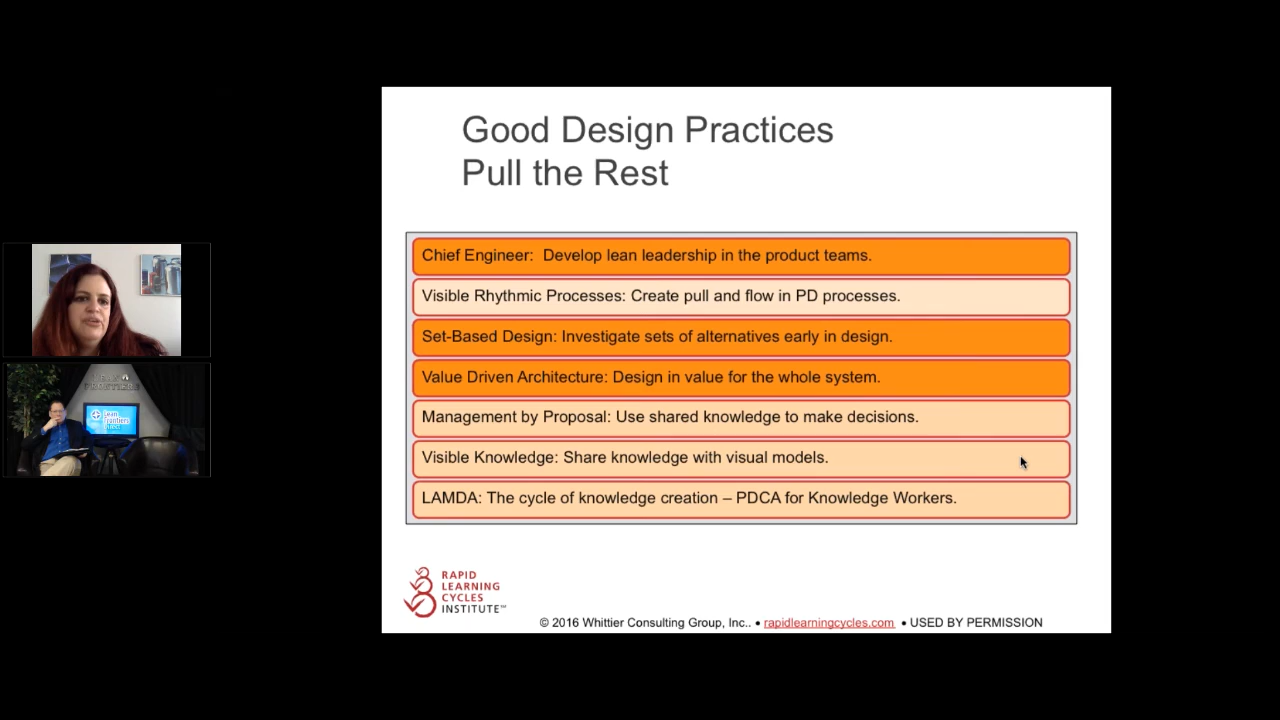 Good Design Practices
Pull the Rest
Chief Engineer:  Develop lean leadership in the product teams.
Visible Rhythmic Processes: Create pull and flow in PD processes.
Set-Based Design: Investigate sets of alternatives early in design.
Value Driven Architecture: Design in value for the whole system.
Management by Proposal: Use shared knowledge to make decisions.
Visible Knowledge: Share knowledge with visual models.
LAMDA: The cycle of knowledge creation – PDCA for Knowledge Workers.
RAPID
LEARNING
CYCLES
INSTITUTE™
© 2016 Whittier Consulting Group, Inc.. • rapidlearningcycles.com • USED BY PERMISSION
Lean
Frontiers
Direct